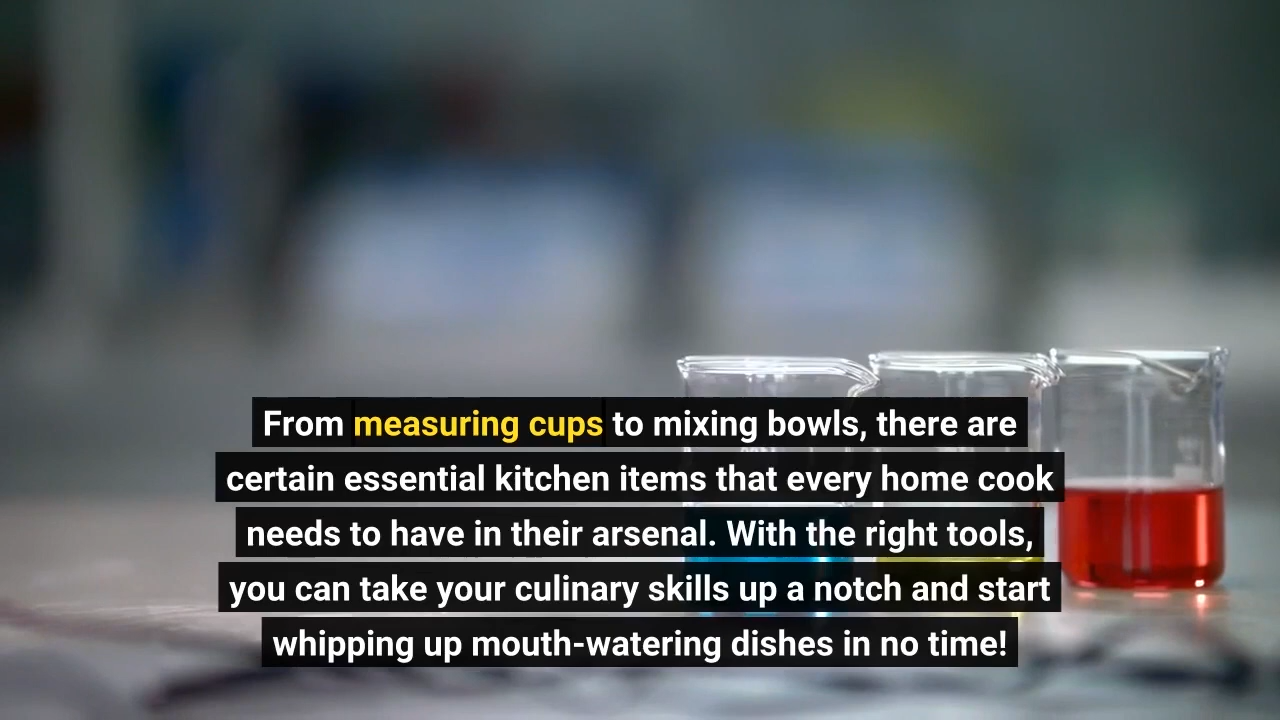 From measuring cups to mixing bowls, there are
certain essential kitchen items that every home cook
needs to have in their arsenal. With the right tools,
you can take your culinary skills up a notch and start
whipping up mouth-watering dishes in no time!